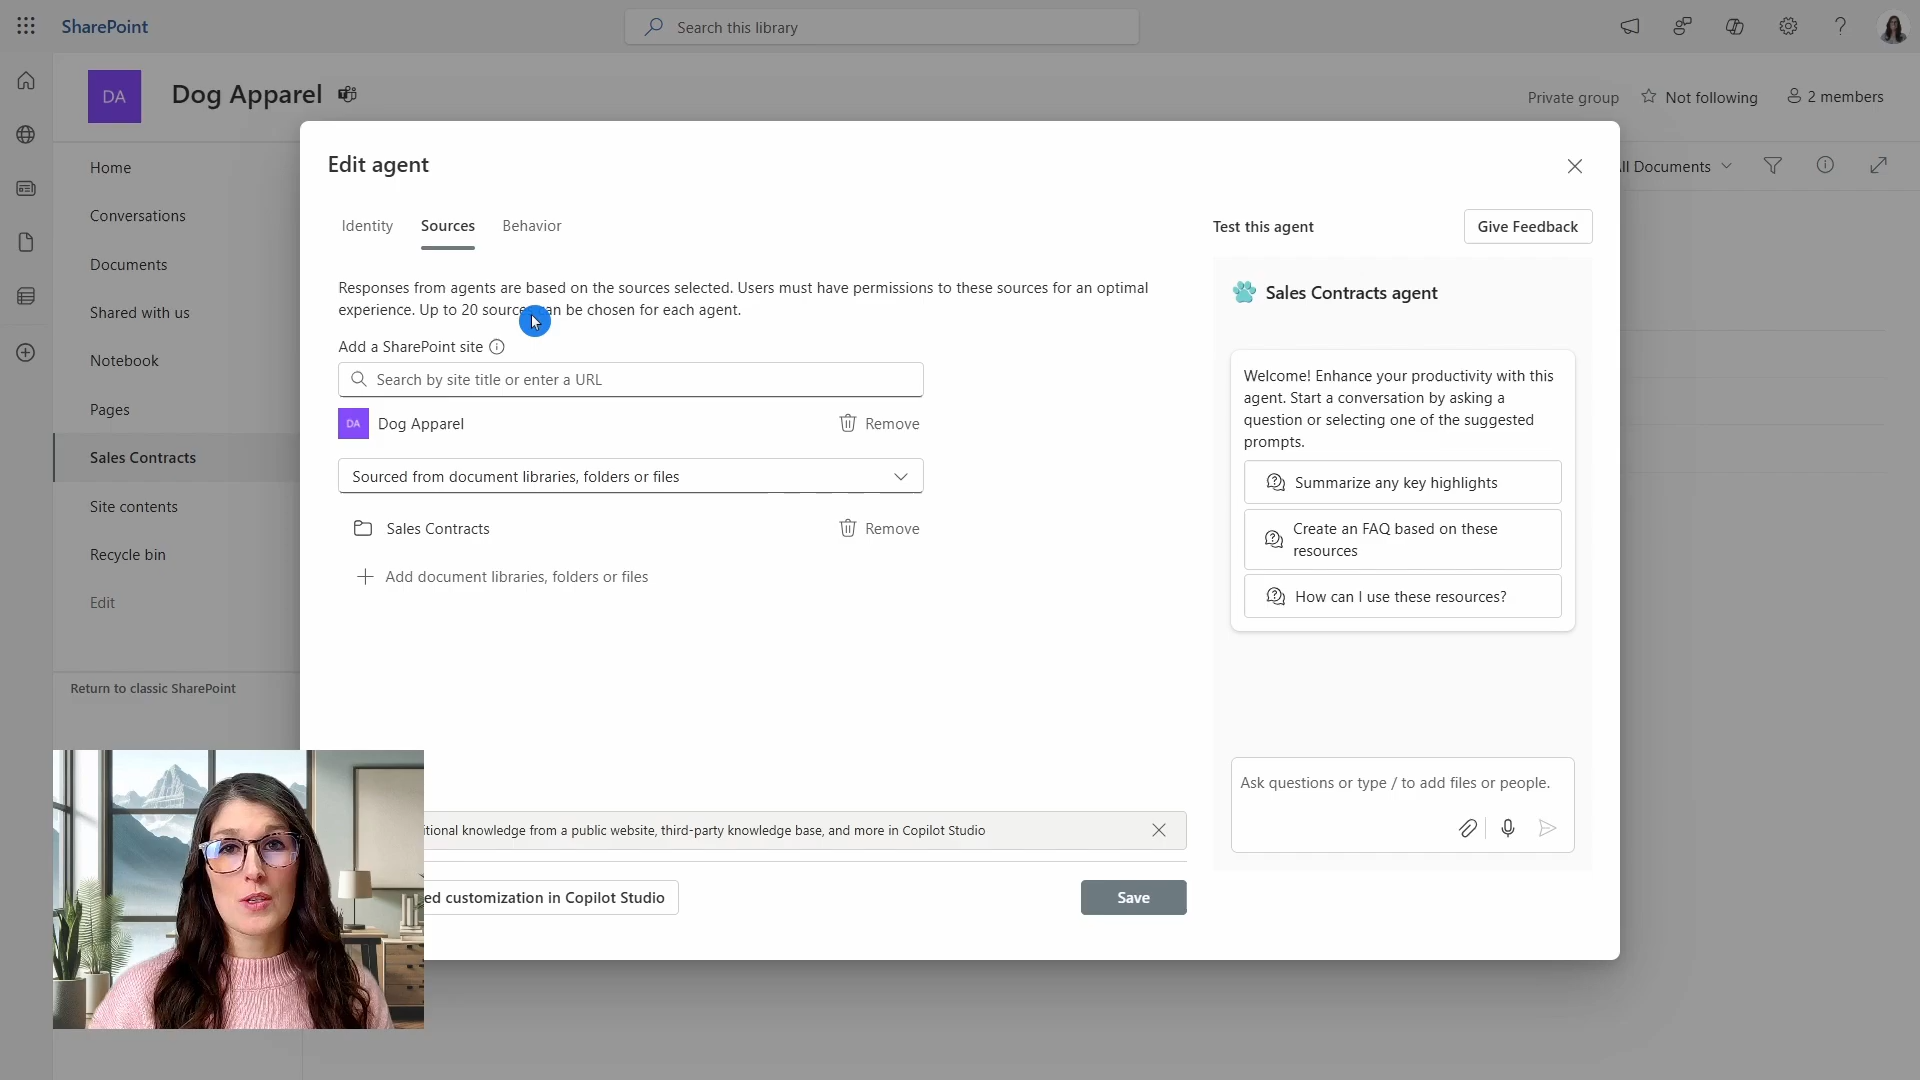 SharePoint
Search this library
DA
Dog Apparel
Private group
Not following
2 members
Home
Conversations
Documents
Shared with us
Notebook
Pages
Sales Contracts
Site contents
Recycle bin
Edit
Return to classic SharePoint
ll Documents
Edit agent
Identity
Sources
Behavior
Responses from agents are based on the sources selected. Users must have permissions to these sources for an optimal
experience. Up to 20 sources can be chosen for each agent.
Add a SharePoint site
Search by site title or enter a URL
DA
Dog Apparel
Remove
Sourced from document libraries, folders or files
Sales Contracts
Remove
Add document libraries, folders or files
itional knowledge from a public website, third-party knowledge base, and more in Copilot Studio
ed customization in Copilot Studio
Save
Test this agent
Give Feedback
Sales Contracts agent
Welcome! Enhance your productivity with this
agent. Start a conversation by asking a
question or selecting one of the suggested
prompts.
Summarize any key highlights
Create an FAQ based on these
resources
How can I use these resources?
Ask questions or type / to add files or people.